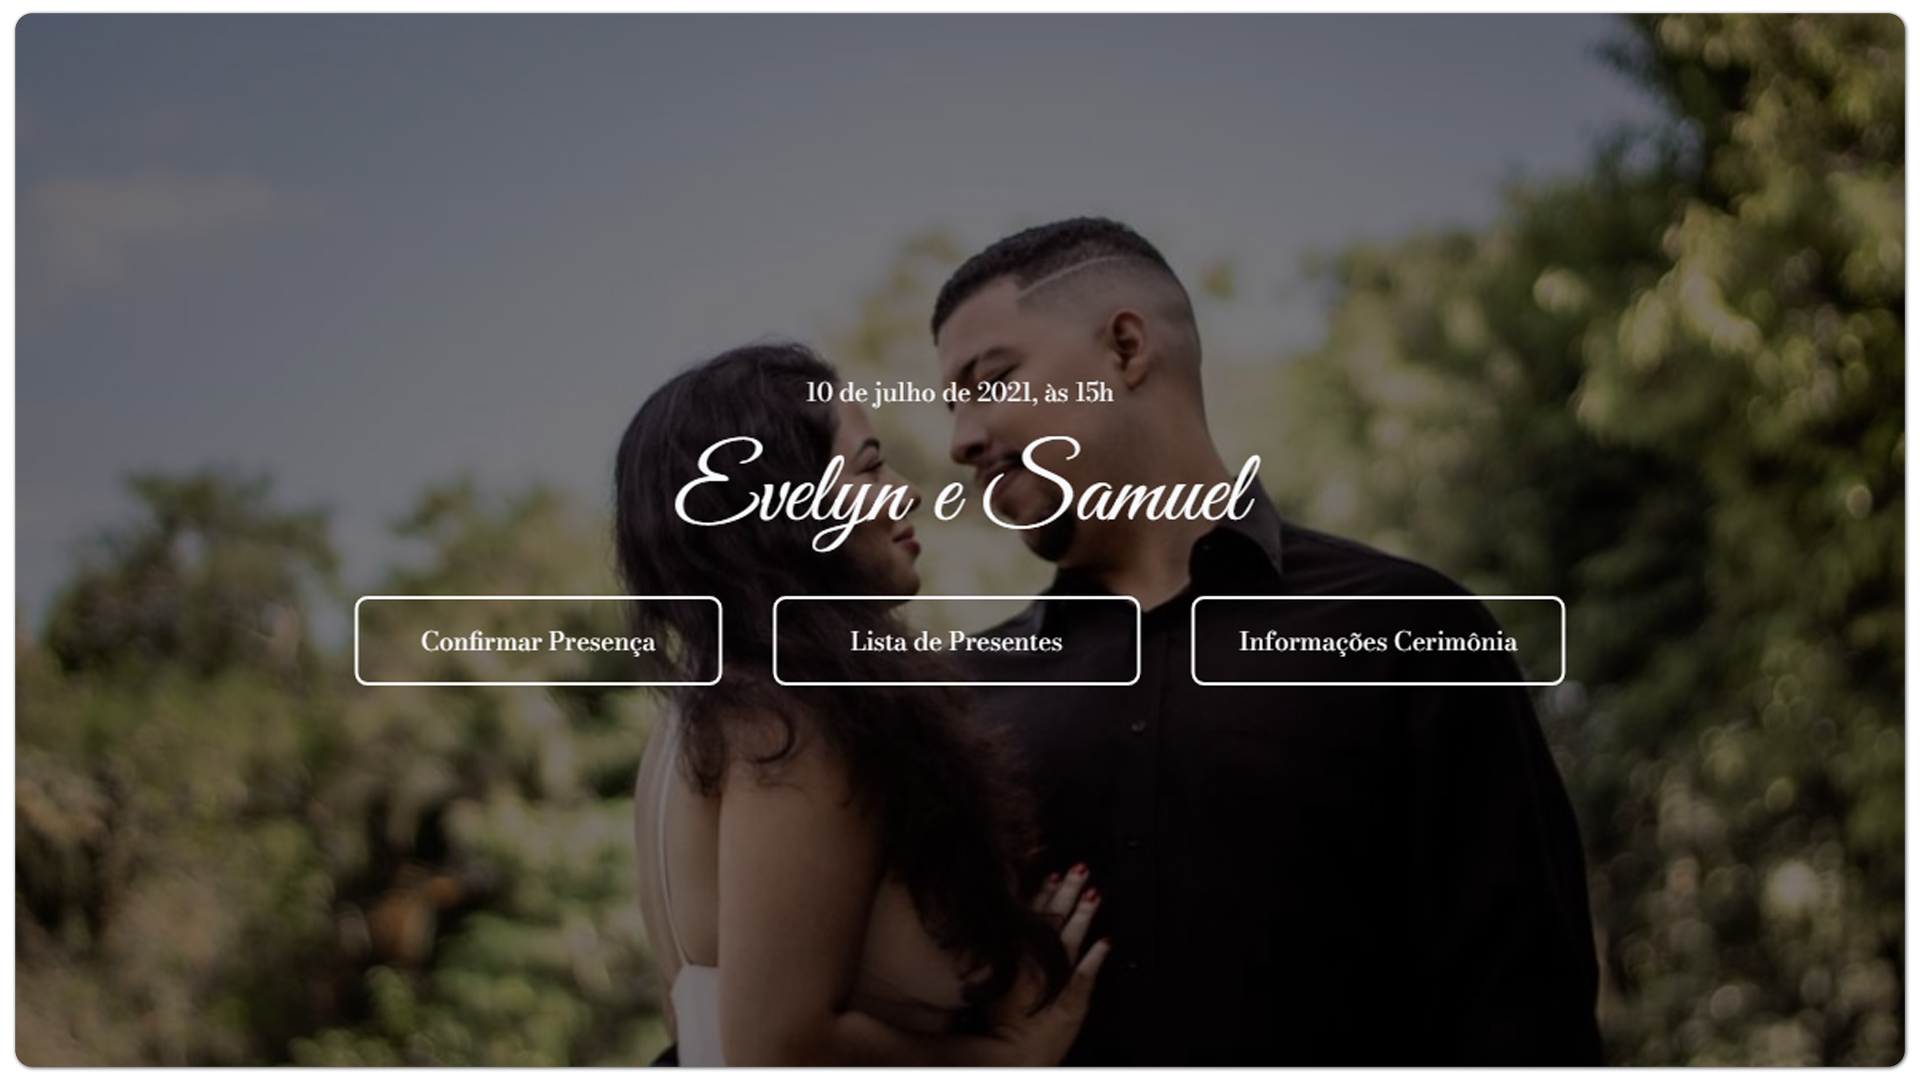 10 de julho de 2021, às 15h
Evelyn e Samuel
Confirmar Presença
Lista de Presentes
Informações Cerimônia